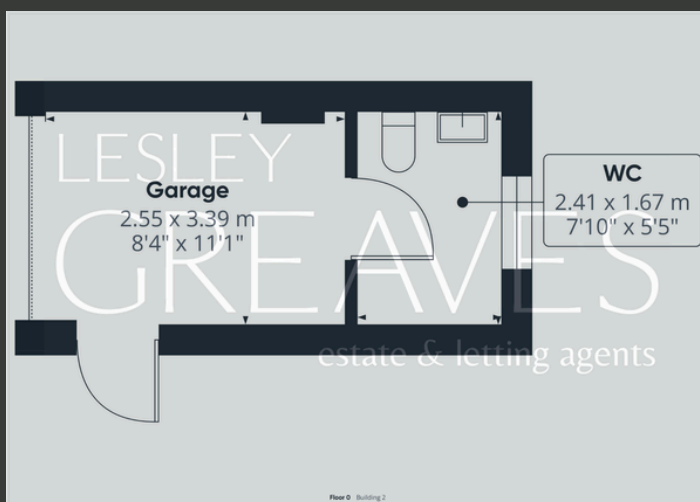 LESLEY
GREAVES
estate & letting agents
Garage
2.55 x 3.39 m
8'4" x 11'1"
WC
2.41 x 1.67 m
7'10" x 5'5"
Floor 0 Building 2